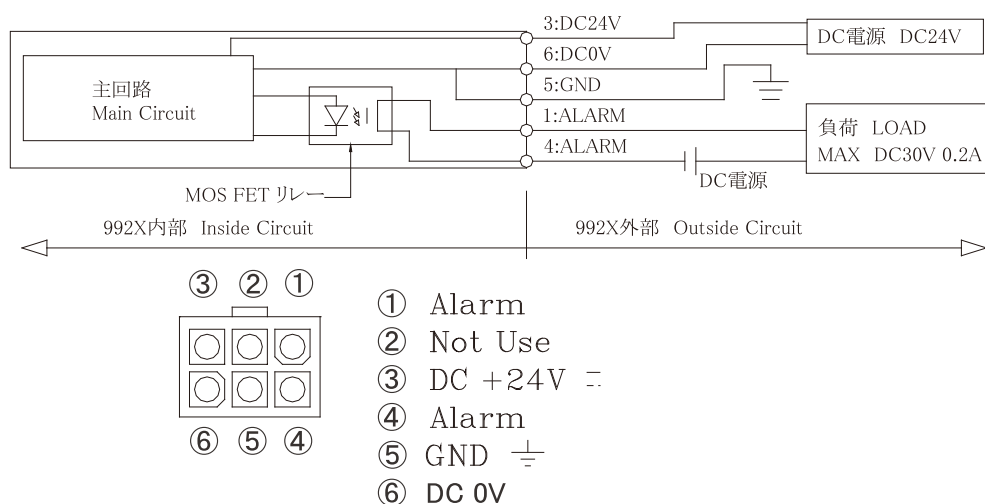 3:DC24V
DC電源 DC24V
6:DC0V
5:GND
主回路
Main Circuit
1:ALARM
負荷 LOAD
MAX DC30V 0.2A
4:ALARM
DC電源
MOS FET リレー
992X内部 Inside Circuit
992X外部 Outside Circuit
③ ② ①
⑥ ⑤ ④
① Alarm
② Not Use
③ DC +24V
④ Alarm
⑤ GND
⑥ DC 0V